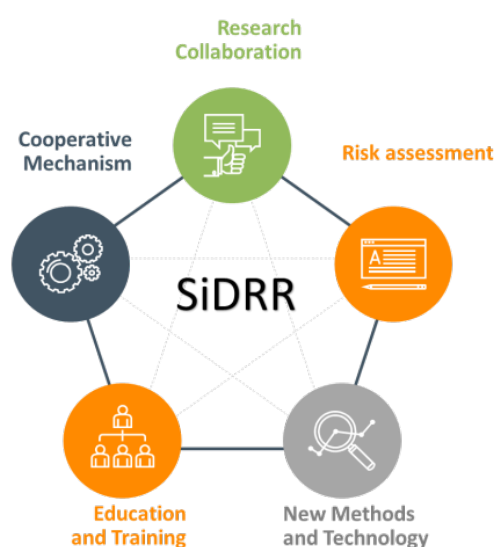 Research
Collaboration
Cooperative
Mechanism
Risk assessment
A
SiDRR
Education
and Training
New Methods
and Technology